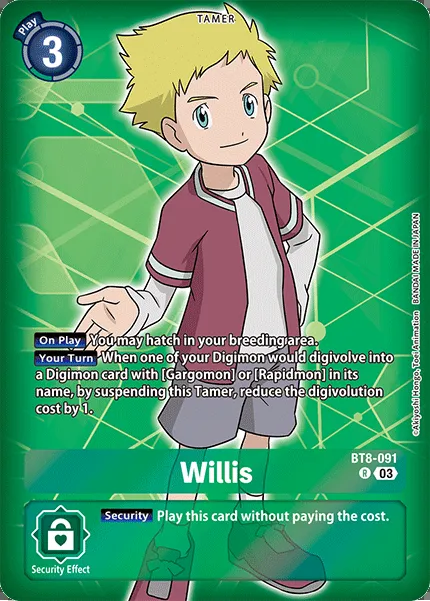 TAMER
Play
3
On Play You may hatch in your breeding area.
Your Turn When one of your Digimon would digivolve into
a Digimon card with [Gargomon] or [Rapidmon] in its
name, by suspending this Tamer, reduce the digivolution
cost by 1.
©Akiyoshi Hongo, Toei Animation BANDAI MADE IN JAPAN
BT8-091
Willis
R 03
Security Play this card without paying the cost.
Security Effect